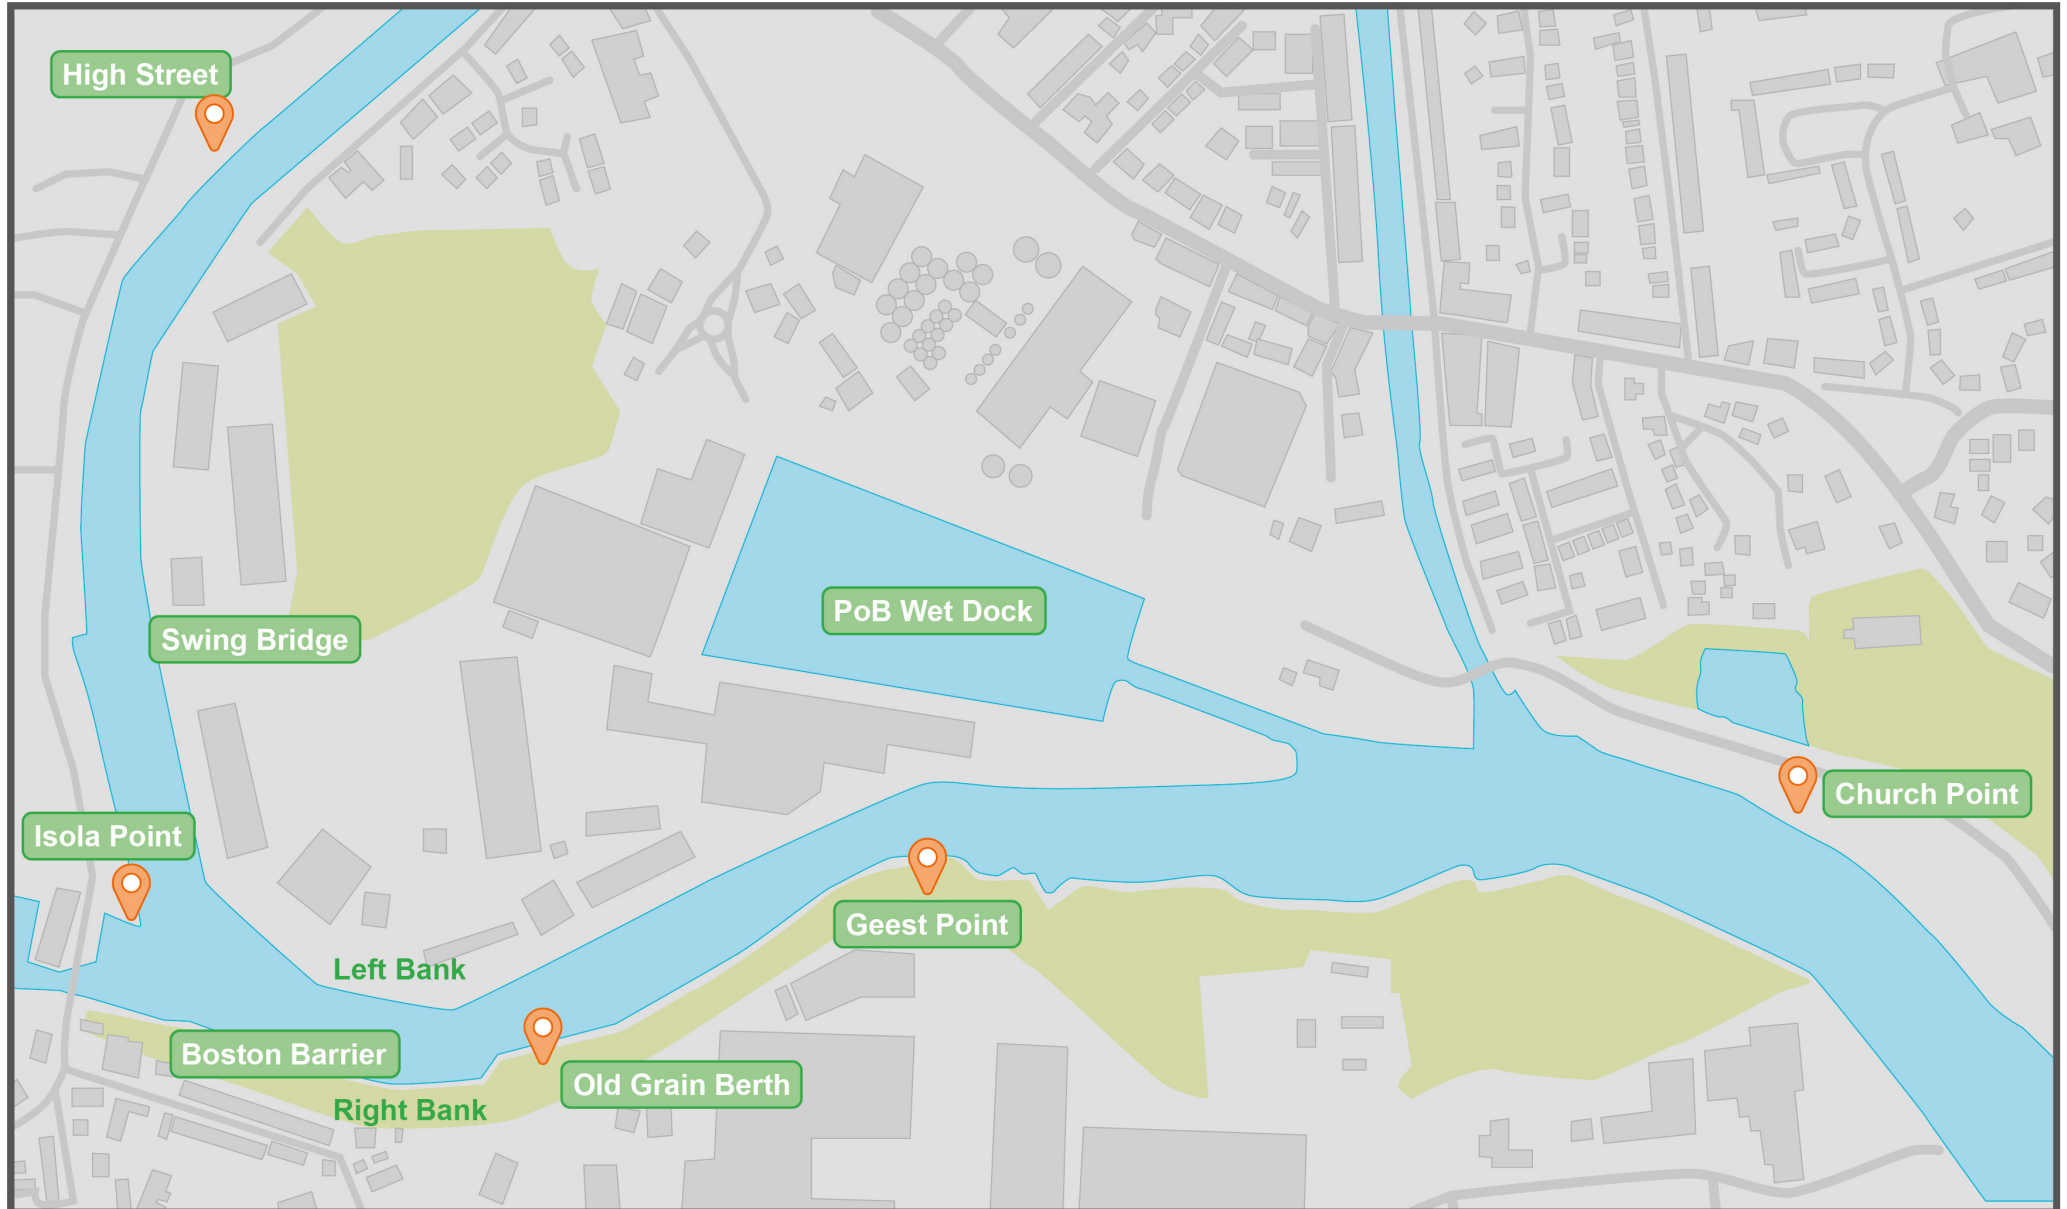 High Street
PoB Wet Dock
Swing Bridge
Church Point
Isola Point
Geest Point
Left Bank
Boston Barrier
Old Grain Berth
Right Bank